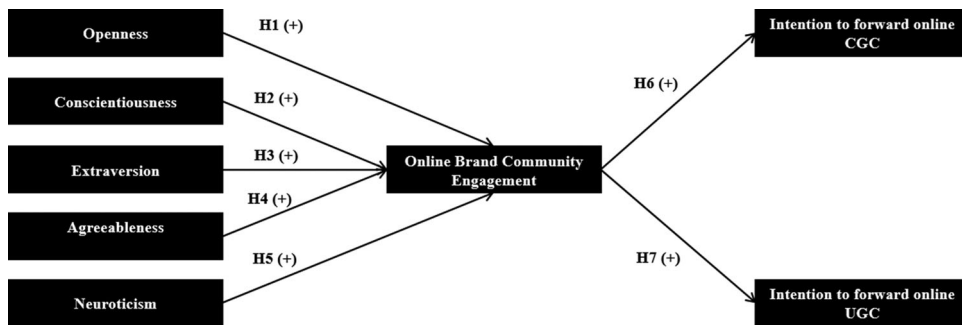 Openness
H1 (+)
Intention to forward online
CGC
Conscientiousness
H2 (+)
H6 (+)
Extraversion
H3 (+)
Online Brand Community
Engagement
Agreeableness
H4 (+)
H5 (+)
H7 (+)
Neuroticism
Intention to forward online
UGC